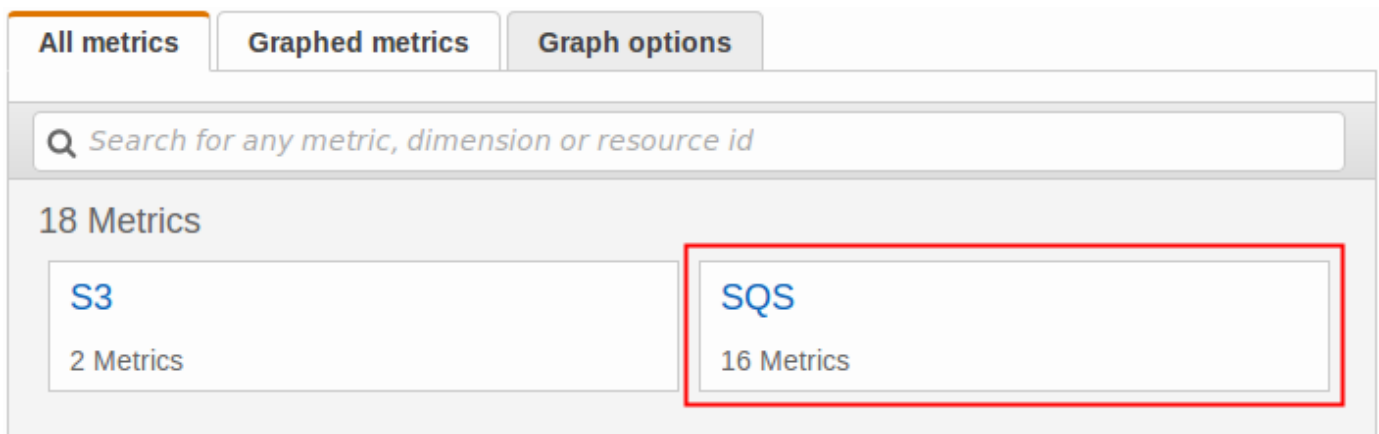 All metrics Graphed metrics Graph options
Search for any metric, dimension or resource id
18 Metrics
S3
2 Metrics
SQS
16 Metrics